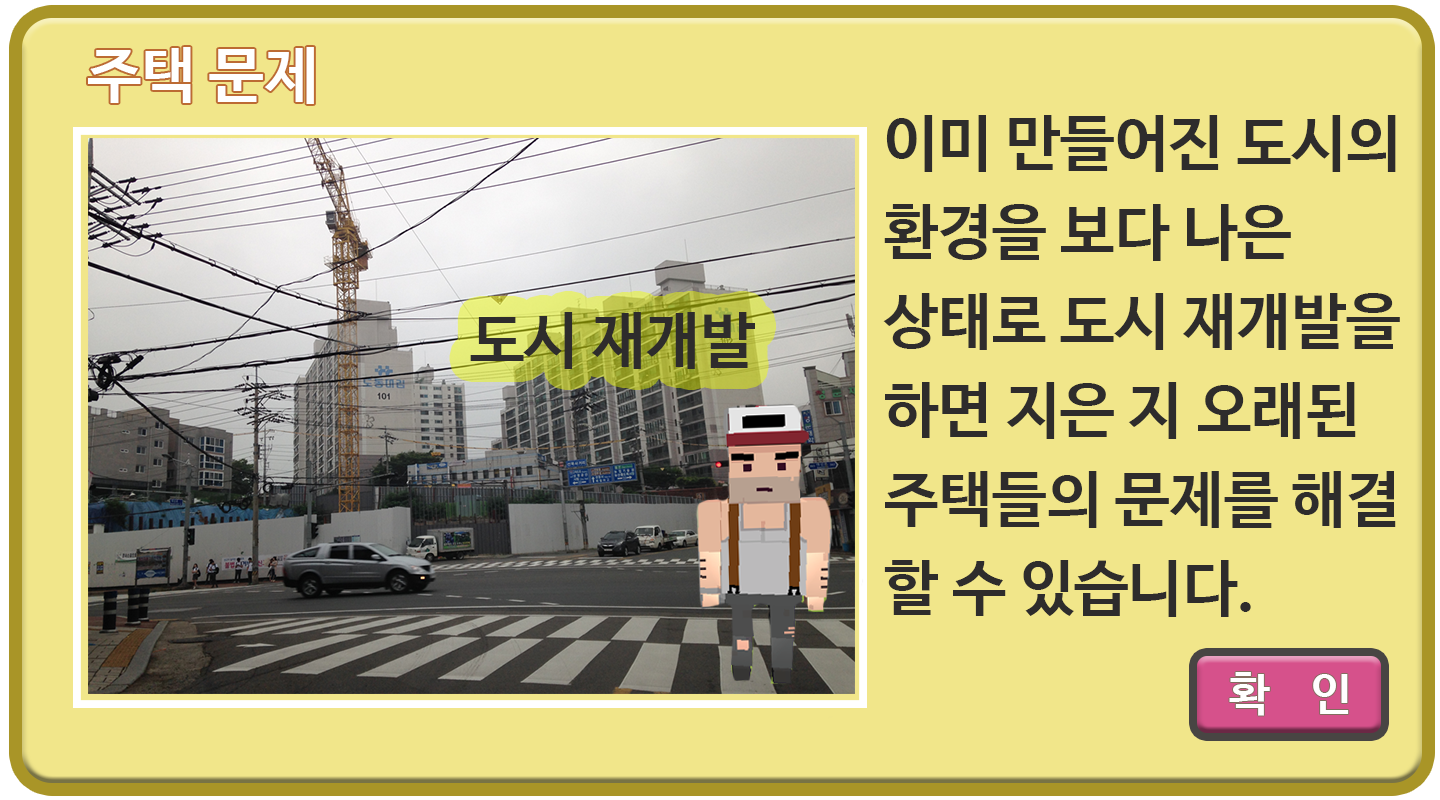 주택 문제
도시 재개발
101
이미 만들어진 도시의
환경을 보다 나은
상태로 도시 재개발을
하면 지은 지 오래된
주택들의 문제를 해결
할 수 있습니다.
확 인